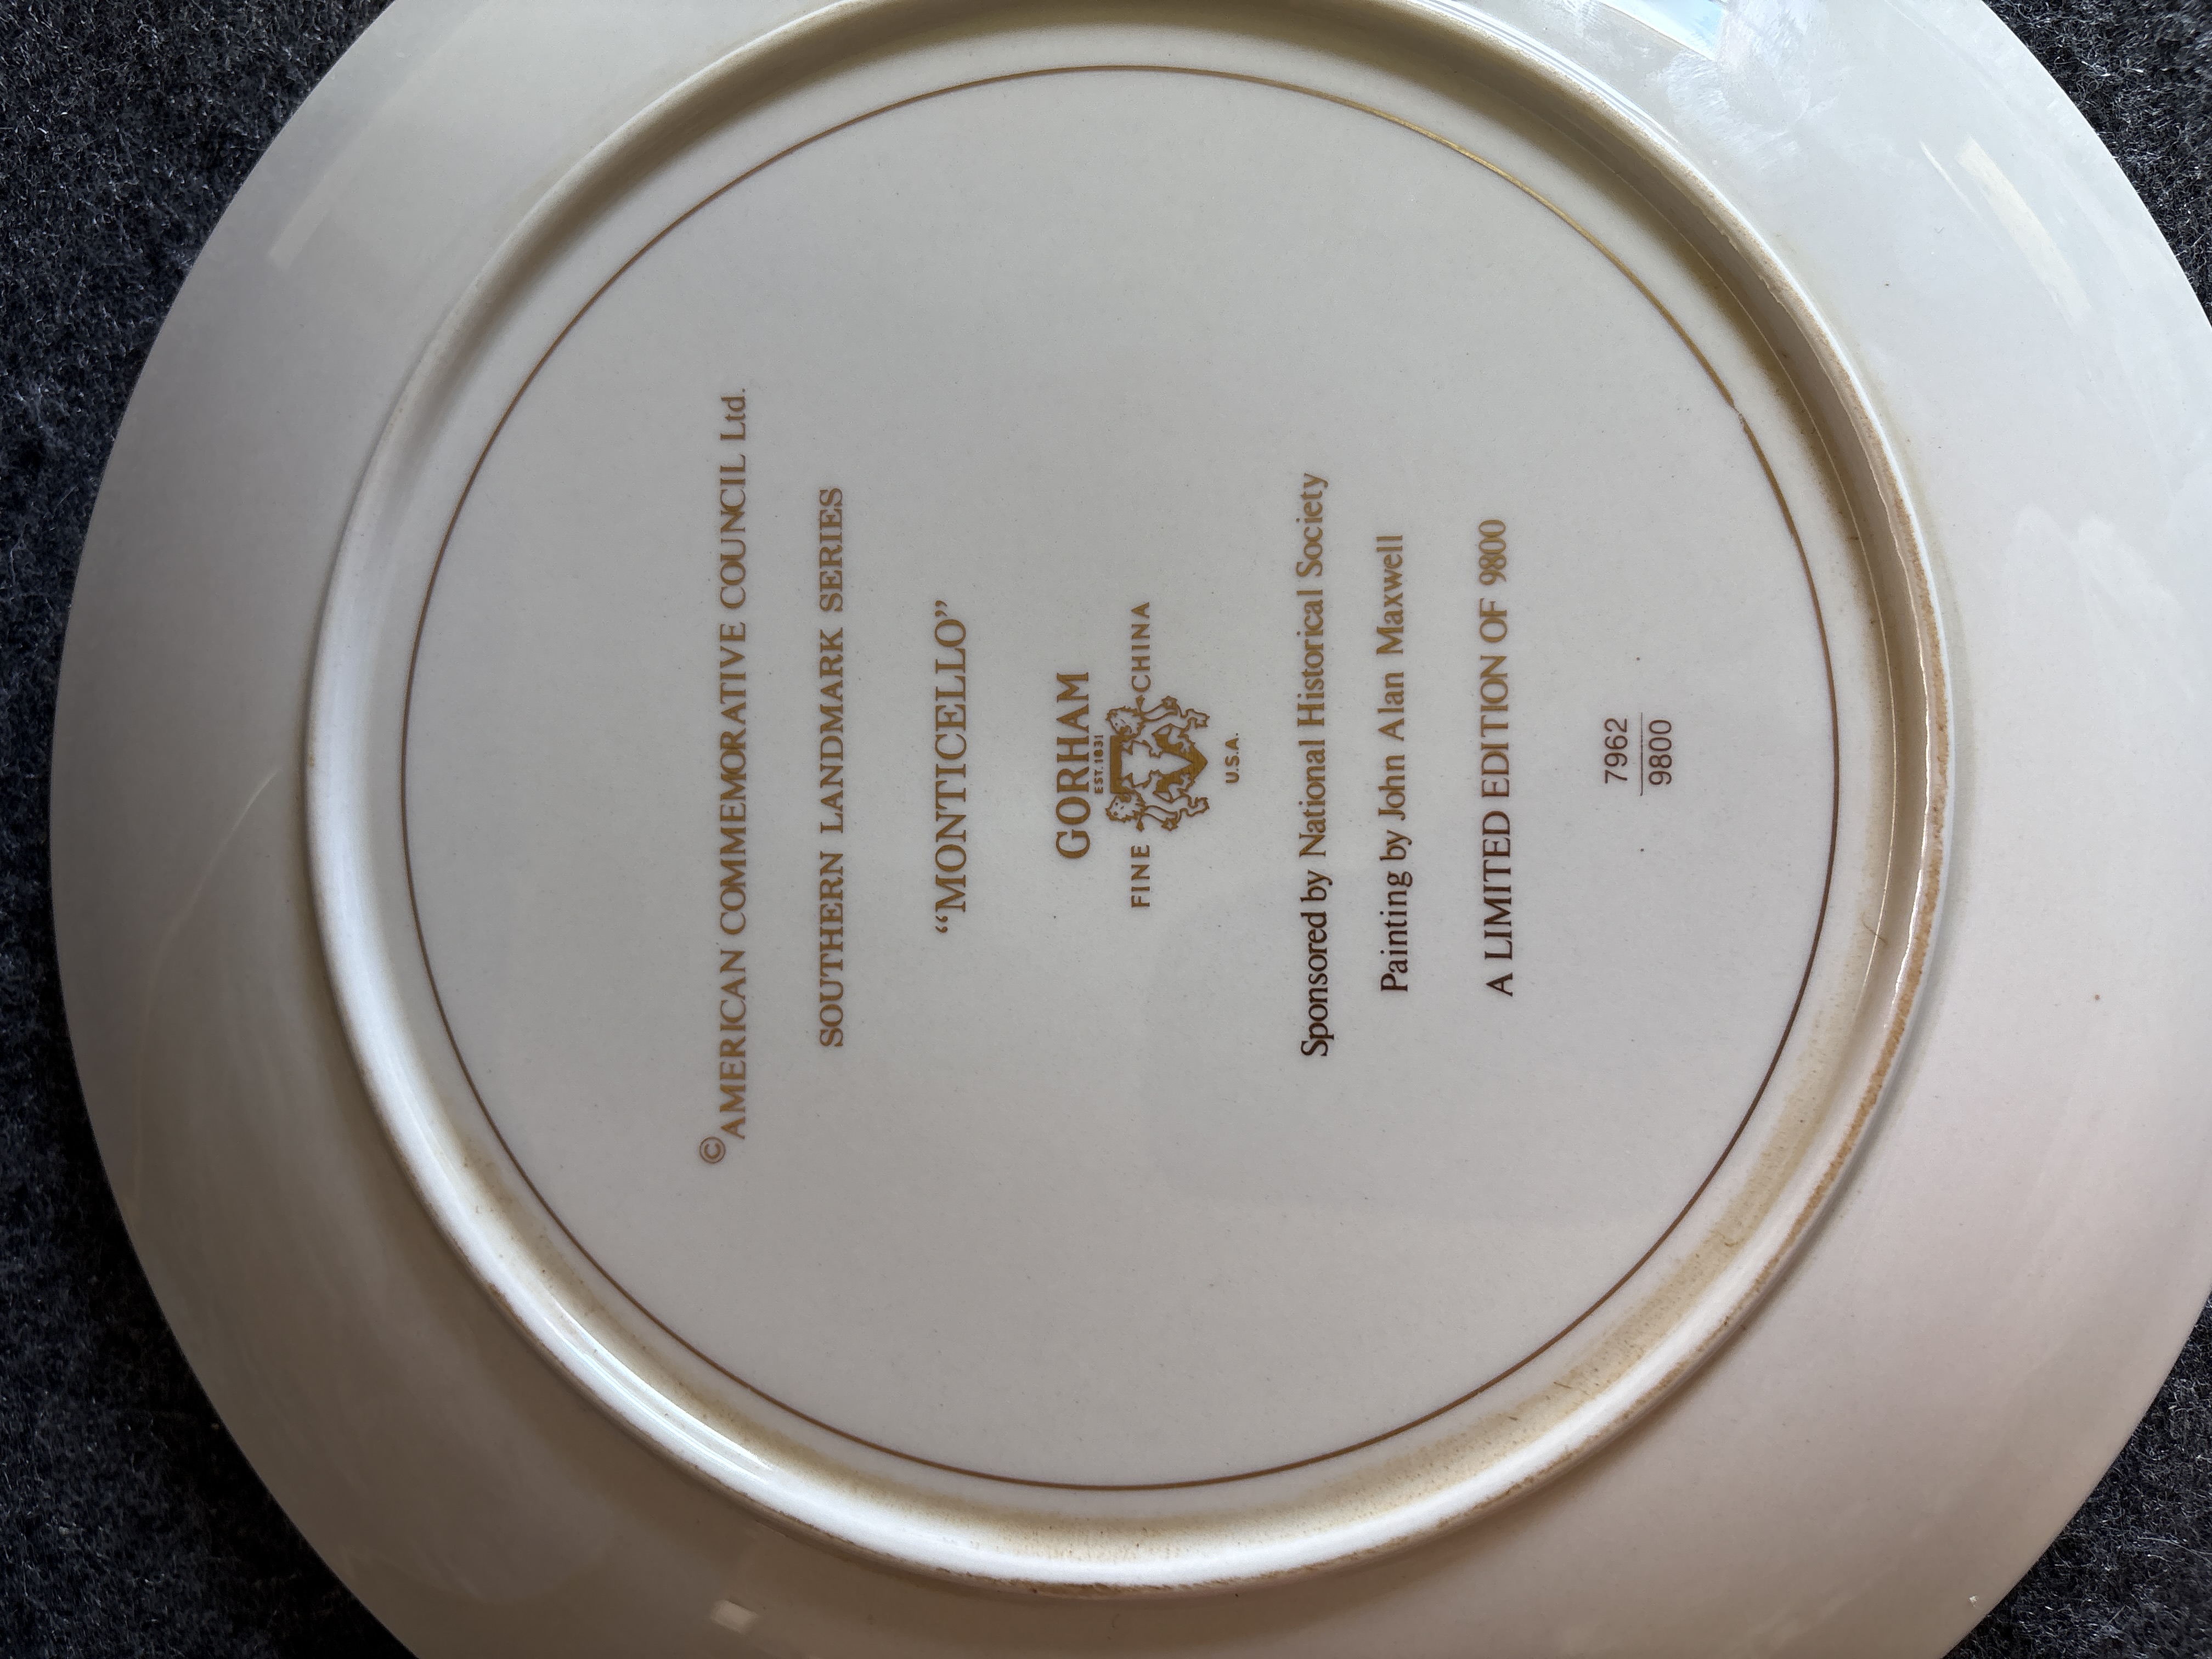 © AMERICAN COMMEMORATIVE COUNCIL Ltd.
SOUTHERN LANDMARK SERIES
“MONTICELLO”
GORHAM
EST. 1831
FINE CHINA
U.S.A.
Sponsored by National Historical Society
Painting by John Alan Maxwell
A LIMITED EDITION OF 9800
7962
9800